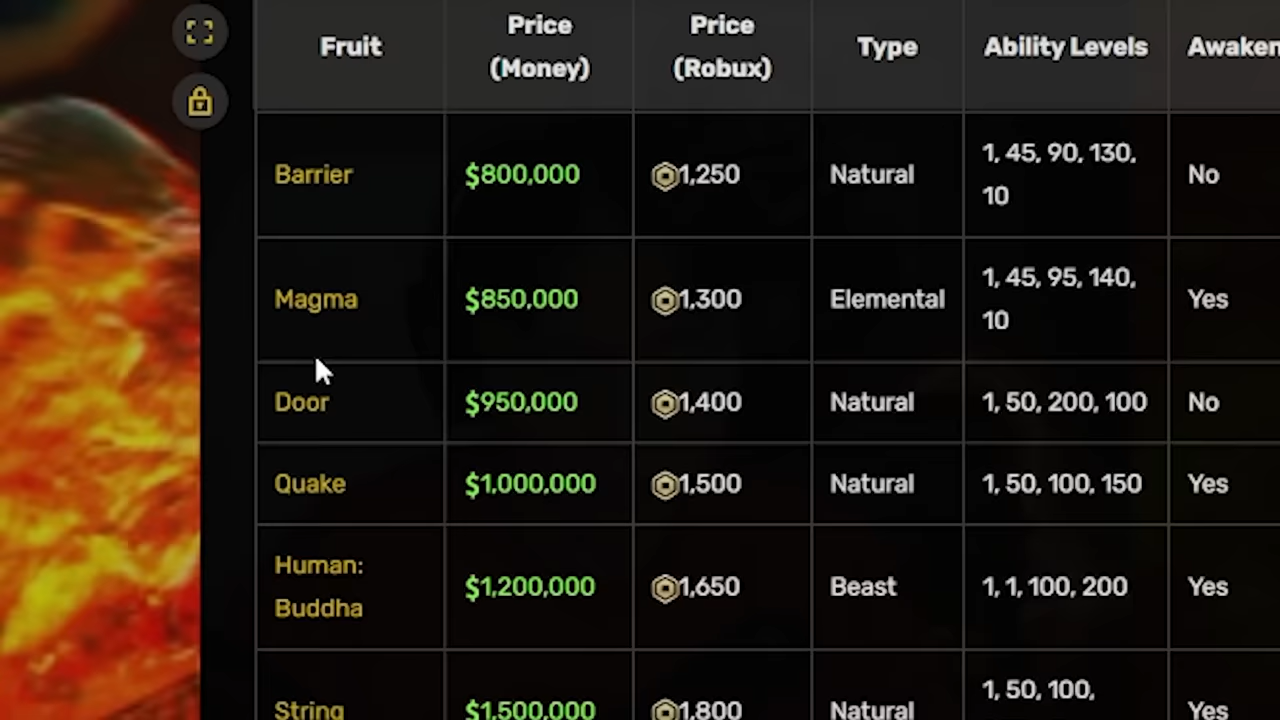 Fruit
Price
(Money)
Price
(Robux)
Type
Ability Levels
Awaken
Barrier
$800,000
1,250
Natural
1, 45, 90, 130,
10
No
Magma
$850,000
1,300
Elemental
1, 45, 95, 140,
10
Yes
Door
$950,000
1,400
Natural
1, 50, 200, 100
No
Quake
$1,000,000
1,500
Natural
1, 50, 100, 150
Yes
Human:
Buddha
$1,200,000
1,650
Beast
1, 1, 100, 200
Yes
String
$1,500,000
1,800
Natural
1, 50, 100,
Yes